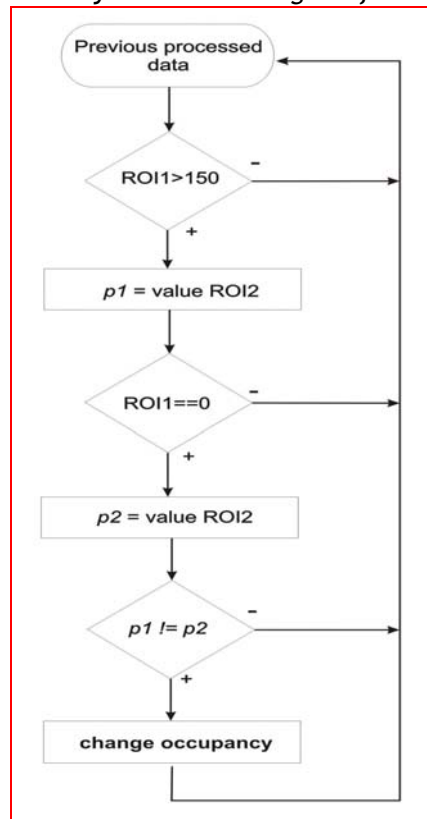 Previous processed
data
ROI1>150
-
+
p1 = value ROI2
ROI1==0
-
+
p2 = value ROI2
p1 != p2
-
+
change occupancy